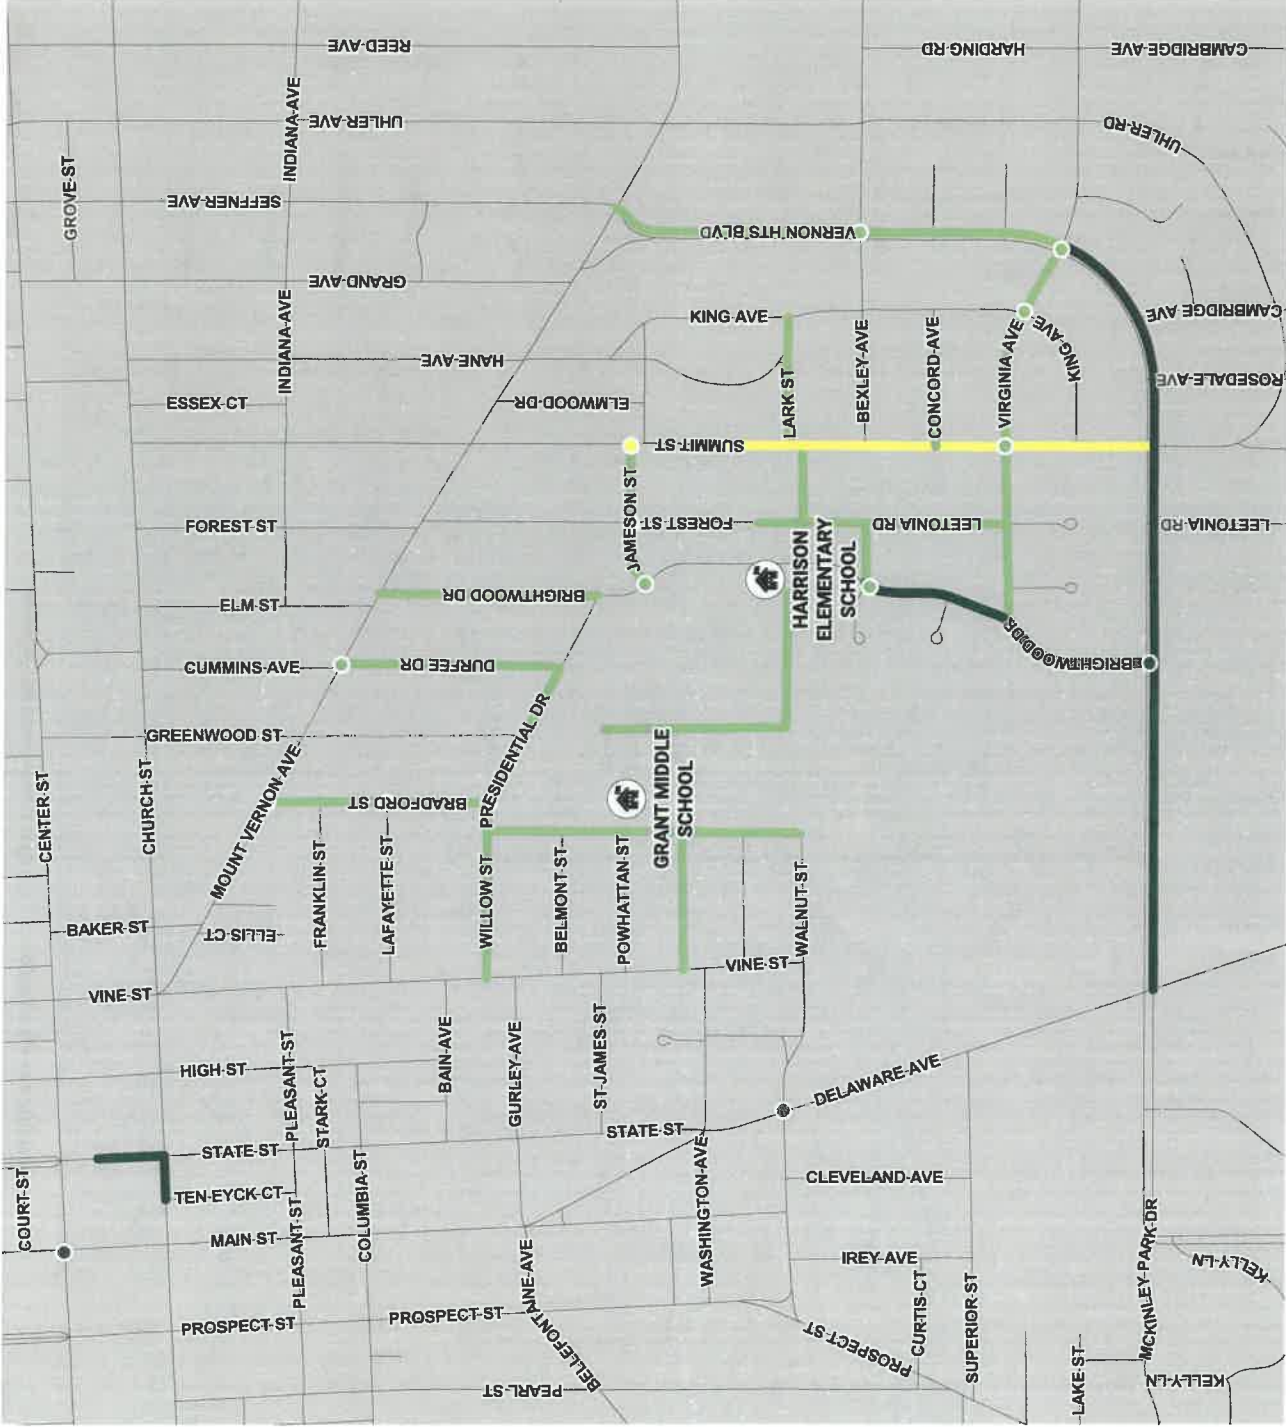 REED AVE
HARDING RD
CAMBRIDGE AVE
INDIANA-AVE
UHLER-AVE
UHLER-RD
GROVE-ST
SEFFNER-AVE
VERNON HTS BLVD
GRAND-AVE
INDIANA-AVE
KING AVE
CAMBRIDGE AVE
HANE-AVE
BEXLEY-AVE
CONCORD-AVE
VIRGINIA AVE
KING-AVE
ROSEDALE-AVE
ESSEX-CT
ELMWOOD-DR
LARK ST
SUMMIT-ST
JAMESON ST
FOREST ST
FOREST-ST
LEETONIA RD
LEETONIA-RD
HARRISON
ELEMENTARY
SCHOOL
ELM-ST
BRIGHTWOOD DR
CUMMINS-AVE
DURFEE DR
BRIGHTWOOD DR
GREENWOOD ST
PRESIDENTIAL DR
GRANT MIDDLE
SCHOOL
CENTER-ST
CHURCH-ST
MOUNT VERNON-AVE
BRADFORD ST
FRANKLIN-ST
LAFAYETTE-ST
WILLOW ST
BELMONT-ST
POWHATTAN-ST
WALNUT-ST
BAKER-ST
ELLIS-CT
VINE-ST
VINE-ST
PLEASANT-ST
BAIN-AVE
GURLEY-AVE
ST-JAMES-ST
HIGH-ST
STARK-CT
DELAWARE-AVE
STATE-ST
STATE-ST
COURT-ST
TEN-EYCK-CT
COLUMBIA-ST
WASHINGTON-AVE
CLEVELAND-AVE
MAIN-ST
PLEASANT-ST
IREY-AVE
MCKINLEY-PARK-DR
KELLY-LN
PROSPECT-ST
PROSPECT-ST
BELLEFONTAINE-AVE
PROSPECT-ST
CURTIS-CT
SUPERIOR-ST
LAKE-ST
KELLY-LN
PEARL-ST